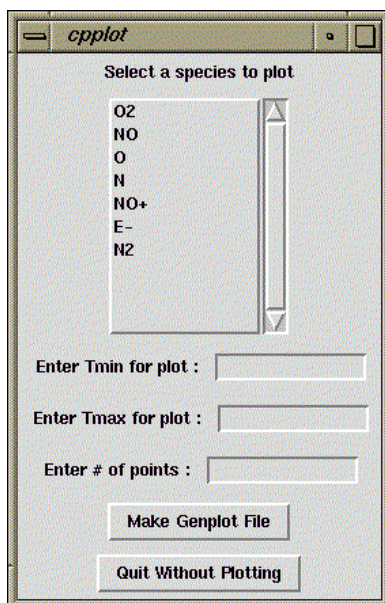 cpplot
Select a species to plot
O2
NO
O
N
NO+
E-
N2
Enter Tmin for plot :
Enter Tmax for plot :
Enter # of points :
Make Genplot File
Quit Without Plotting